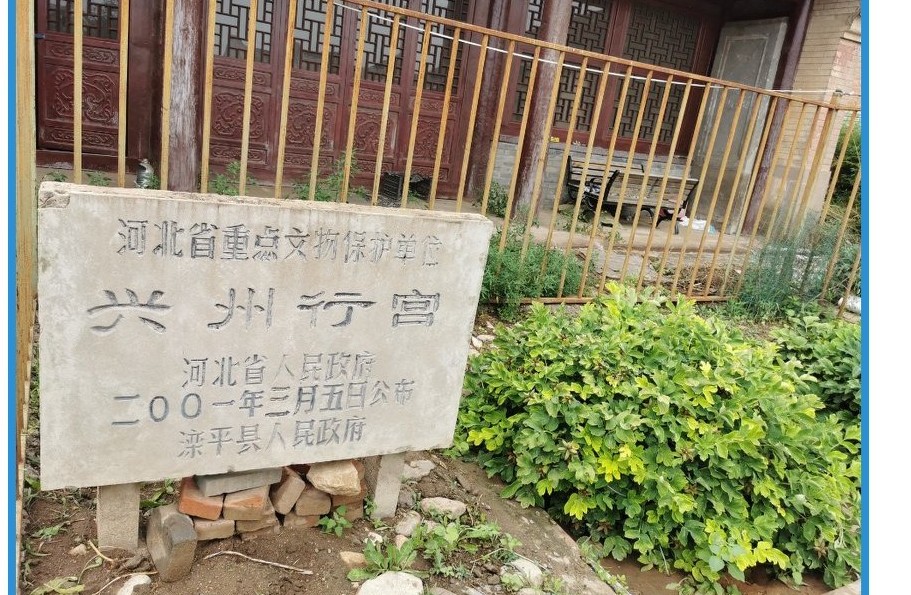 河北省重点文物保护单位
兴州行宫
河北省人民政府
二〇〇一年三月五日公布
滦平县人民政府